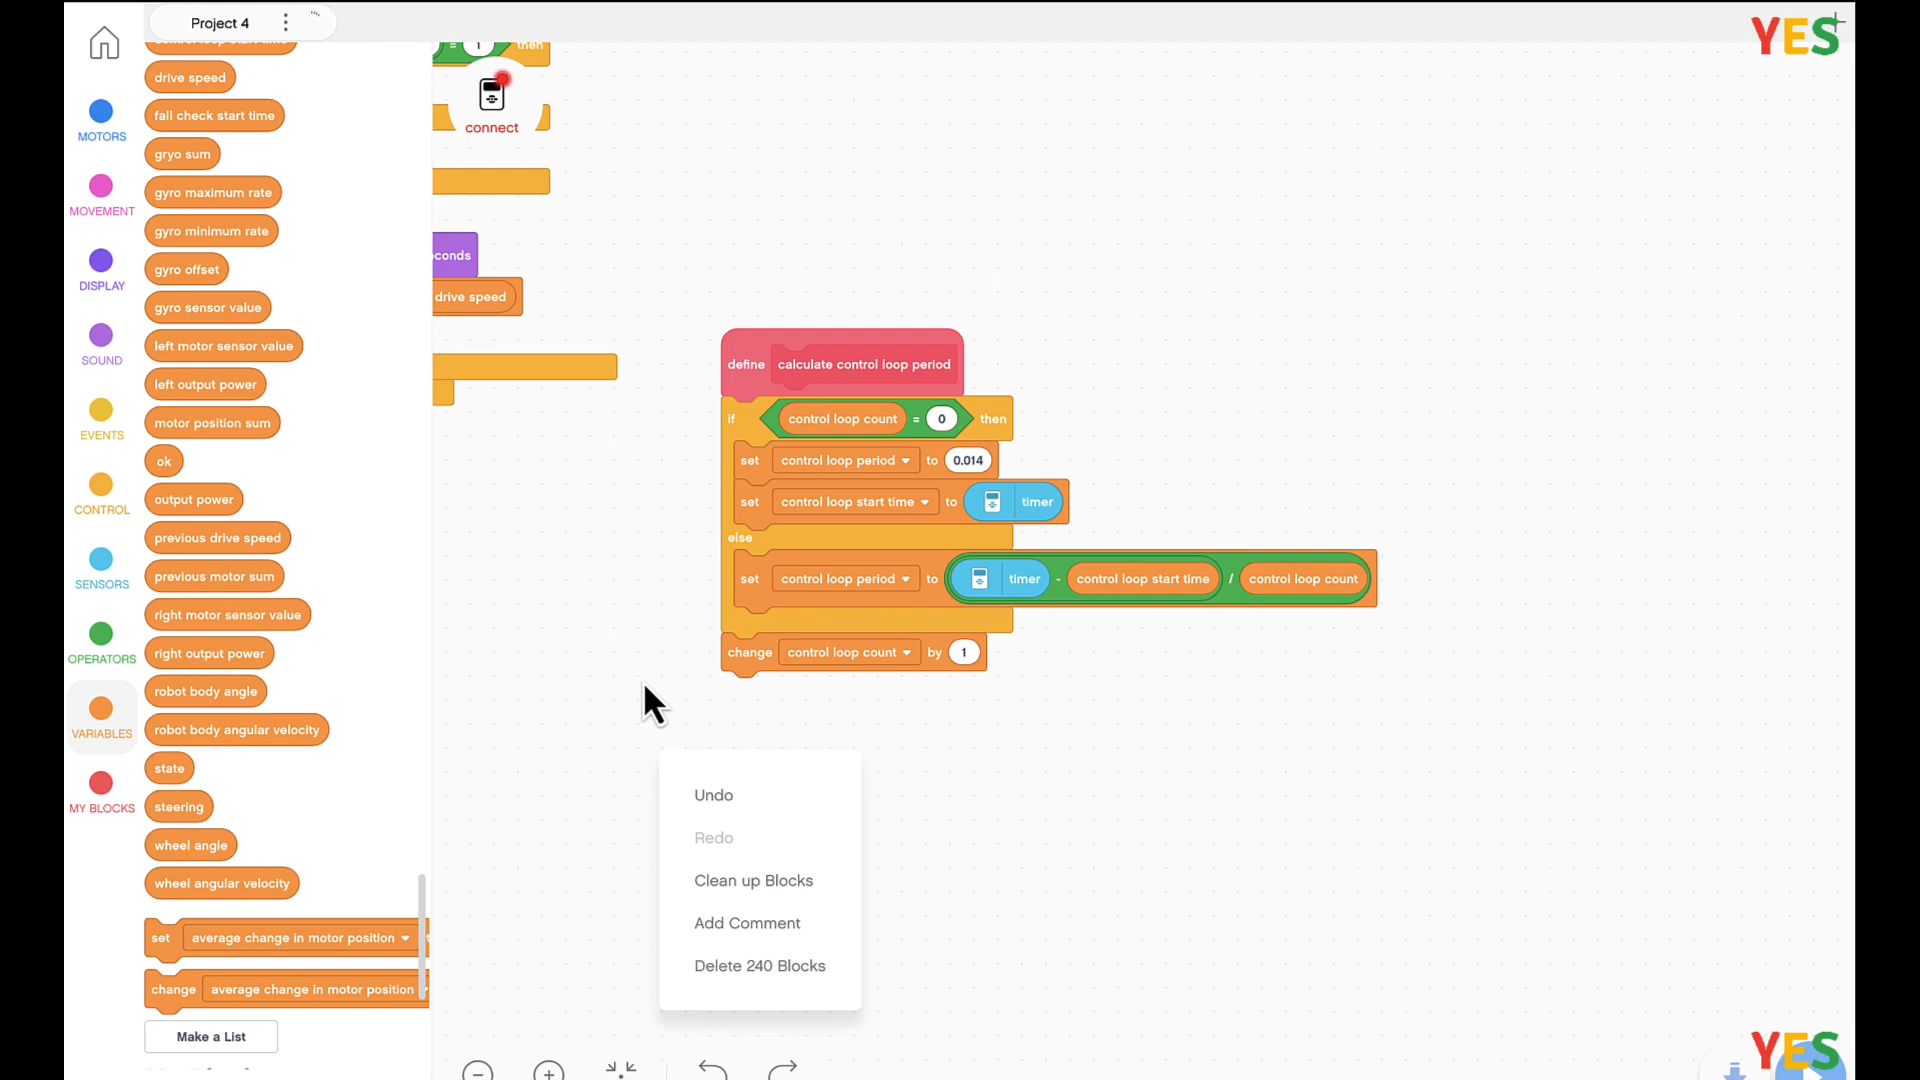 Project 4
YES
= 1 then
drive speed
fall check start time
gryo sum
gyro maximum rate
gyro minimum rate
gyro offset
gyro sensor value
left motor sensor value
left output power
motor position sum
ok
output power
previous drive speed
previous motor sum
right motor sensor value
right output power
robot body angle
robot body angular velocity
state
steering
wheel angle
wheel angular velocity
set average change in motor position
change average change in motor position
Make a List
MOTORS
MOVEMENT
DISPLAY
SOUND
EVENTS
CONTROL
SENSORS
OPERATORS
VARIABLES
MY BLOCKS
connect
conds
drive speed
define calculate control loop period
if control loop count = 0 then
set control loop period to 0.014
set control loop start time to timer
else
set control loop period to timer - control loop start time / control loop count
change control loop count by 1
Undo
Redo
Clean up Blocks
Add Comment
Delete 240 Blocks
YES